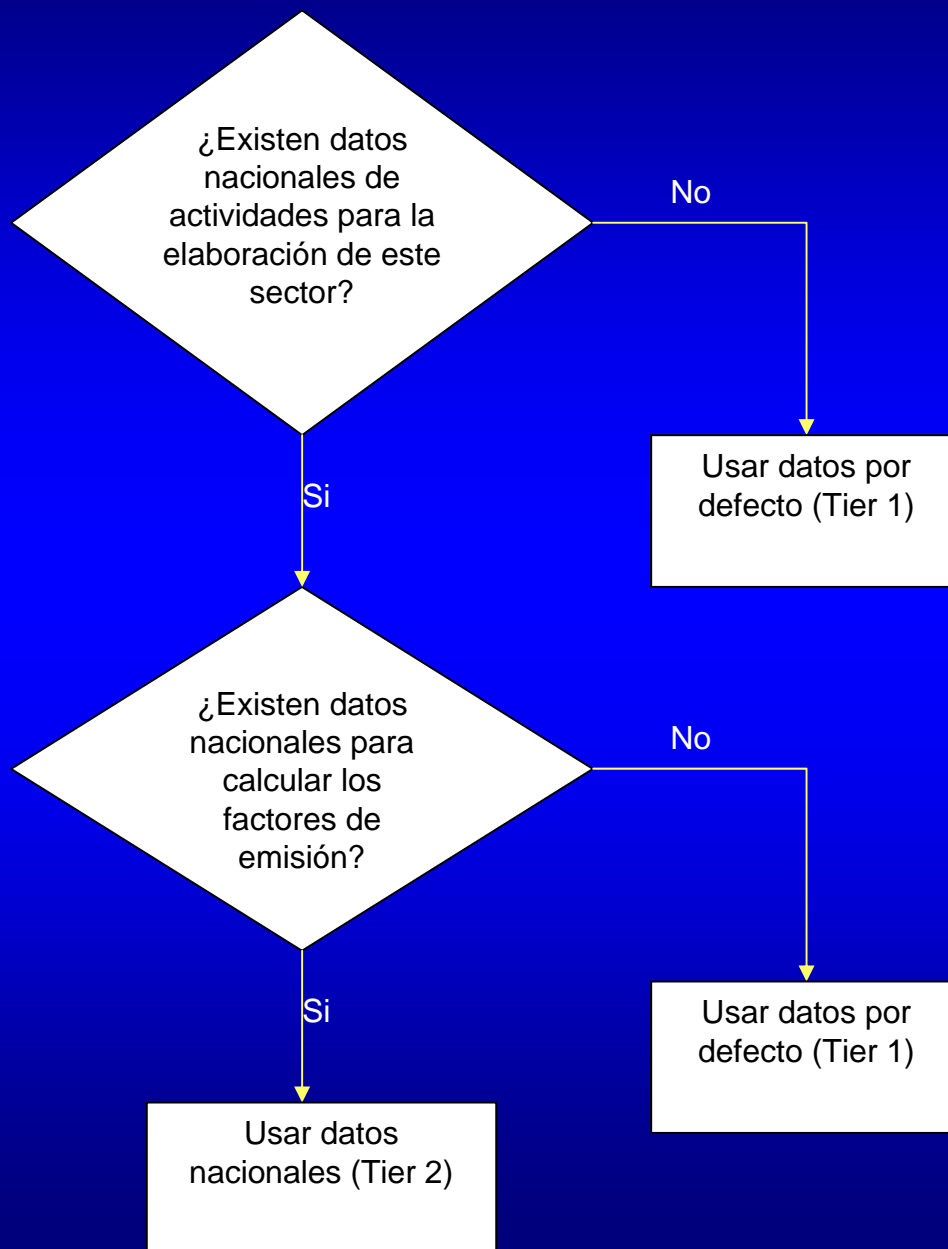 ¿Existen datos
nacionales de
actividades para la
elaboración de este
sector?
No
Usar datos por
defecto (Tier 1)
Si
¿Existen datos
nacionales para
calcular los
factores de
emisión?
No
Usar datos por
defecto (Tier 1)
Si
Usar datos
nacionales (Tier 2)